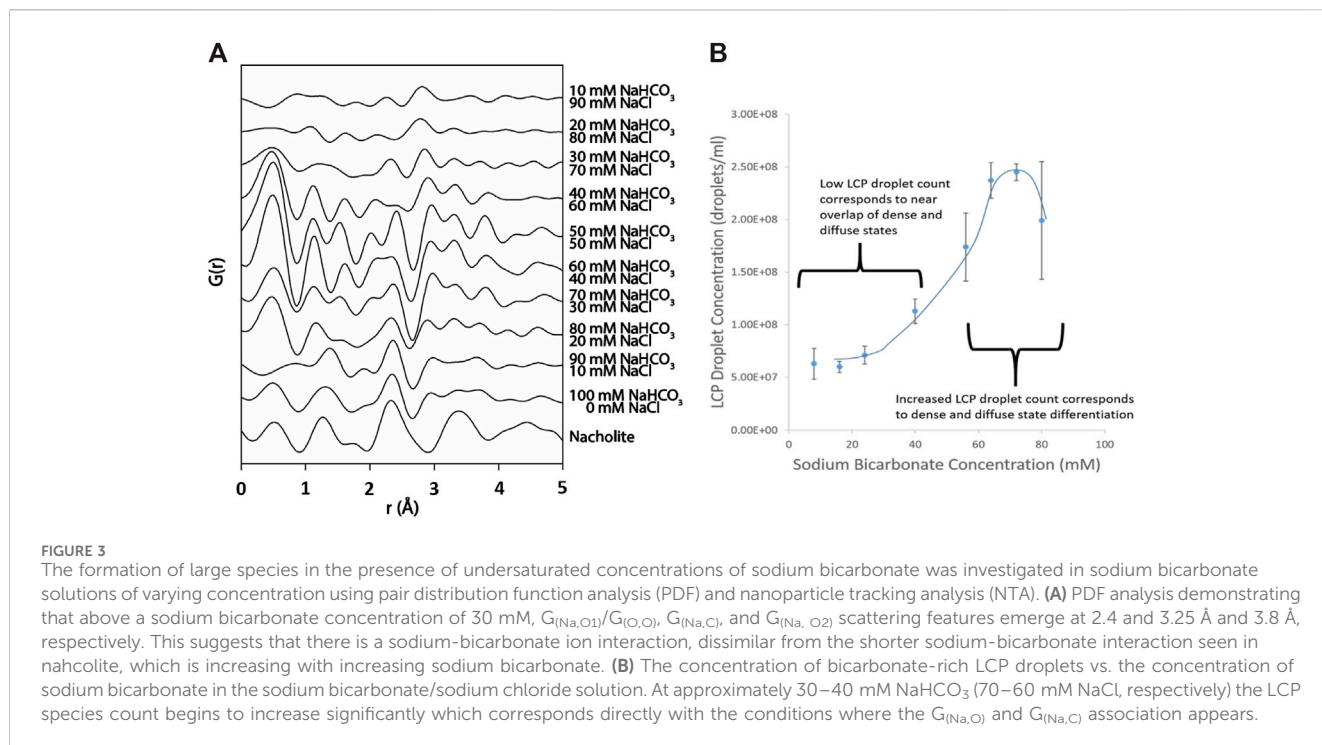 A
10 mM NaHCO3
90 mM NaCl
20 mM NaHCO3
80 mM NaCl
30 mM NaHCO3
70 mM NaCl
40 mM NaHCO3
60 mM NaCl
50 mM NaHCO3
50 mM NaCl
60 mM NaHCO3
40 mM NaCl
70 mM NaHCO3
30 mM NaCl
80 mM NaHCO3
20 mM NaCl
90 mM NaHCO3
10 mM NaCl
100 mM NaHCO3
0 mM NaCl
Nacholite
G(r)
0 1 2 3 4 5
r (Å)
B
3.00E+08
2.50E+08
2.00E+08
1.50E+08
1.00E+08
5.00E+07
0.00E+00
LCP Droplet Concentration (droplets/ml)
Low LCP droplet count
corresponds to near
overlap of dense and
diffuse states
Increased LCP droplet count corresponds
to dense and diffuse state differentiation
0 20 40 60 80 100
Sodium Bicarbonate Concentration (mM)
FIGURE 3
The formation of large species in the presence of undersaturated concentrations of sodium bicarbonate was investigated in sodium bicarbonate
solutions of varying concentration using pair distribution function analysis (PDF) and nanoparticle tracking analysis (NTA). (A) PDF analysis demonstrating
that above a sodium bicarbonate concentration of 30 mM, G(Na,O1)/G(O,O), G(Na,C), and G(Na, O2) scattering features emerge at 2.4 and 3.25 Å and 3.8 Å,
respectively. This suggests that there is a sodium-bicarbonate ion interaction, dissimilar from the shorter sodium-bicarbonate interaction seen in
nahcolite, which is increasing with increasing sodium bicarbonate. (B) The concentration of bicarbonate-rich LCP droplets vs. the concentration of
sodium bicarbonate in the sodium bicarbonate/sodium chloride solution. At approximately 30–40 mM NaHCO3 (70–60 mM NaCl, respectively) the LCP
species count begins to increase significantly which corresponds directly with the conditions where the G(Na,O) and G(Na,C) association appears.